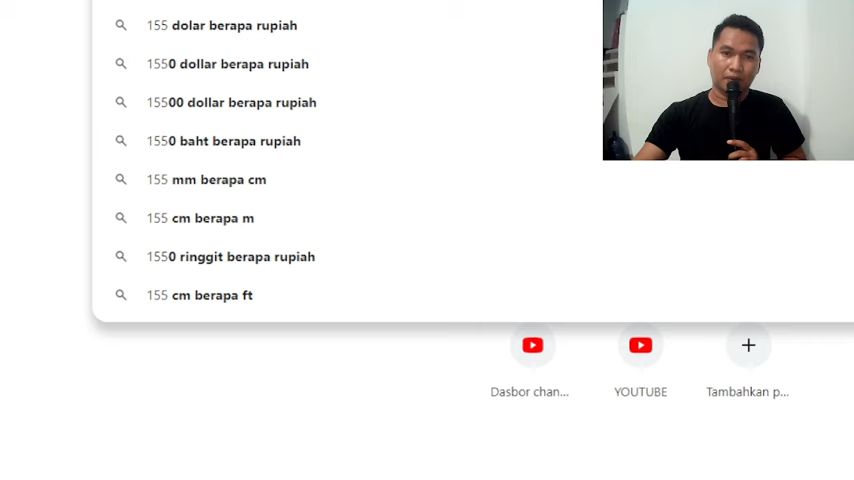 155 dolar berapa rupiah
1550 dollar berapa rupiah
15500 dollar berapa rupiah
1550 baht berapa rupiah
155 mm berapa cm
155 cm berapa m
1550 ringgit berapa rupiah
155 cm berapa ft
Dasbor chan... YOUTUBE Tambahkan p...